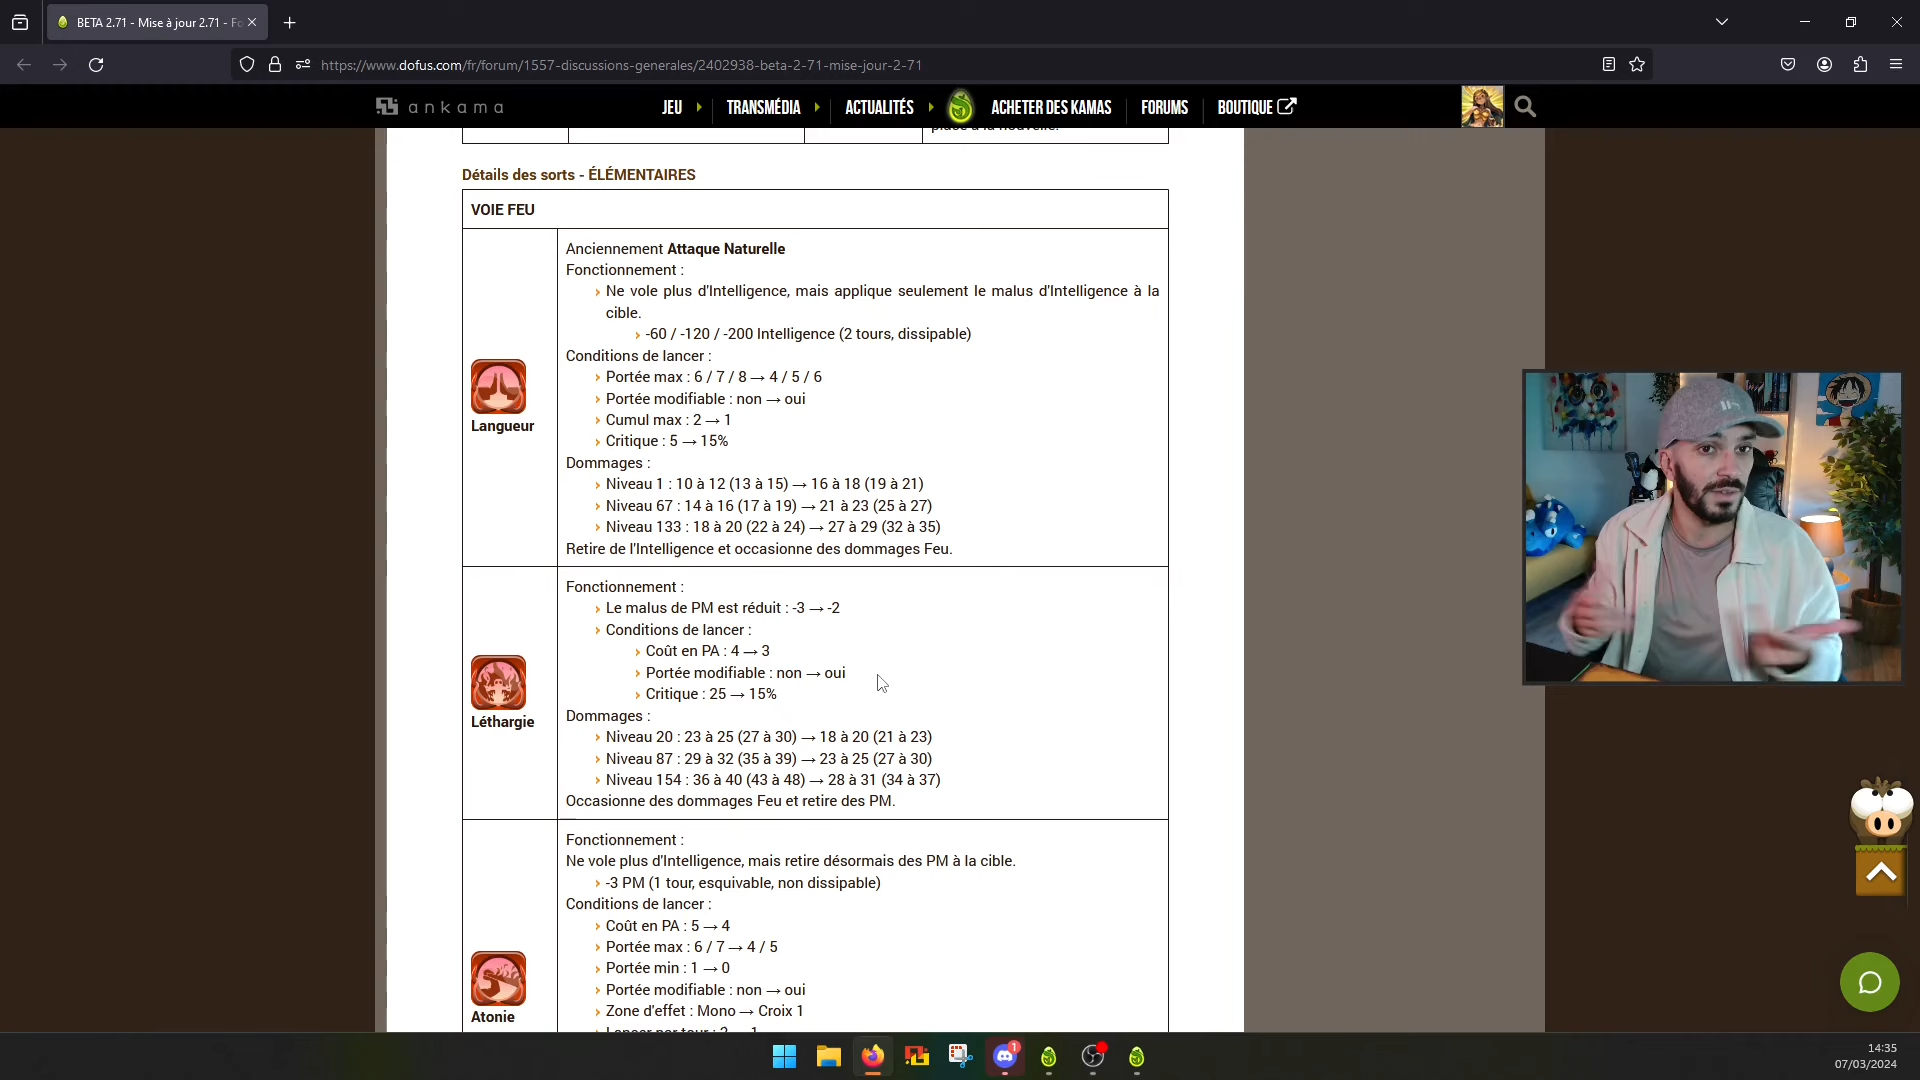 BETA 2.71 - Mise à jour 2.71 - Fo
https://www.dofus.com/fr/forum/1557-discussions-generales/2402938-beta-2-71-mise-jour-2-71
ankama
JEU
TRANSMÉDIA
ACTUALITÉS
ACHETER DES KAMAS
FORUMS
BOUTIQUE
place à la nouvelle.
Détails des sorts - ÉLÉMENTAIRES
VOIE FEU
Langueur
Anciennement Attaque Naturelle
Fonctionnement :
Ne vole plus d'Intelligence, mais applique seulement le malus d'Intelligence à la
cible.
-60 / -120 / -200 Intelligence (2 tours, dissipable)
Conditions de lancer :
Portée max : 6 / 7 / 8 → 4 / 5 / 6
Portée modifiable : non → oui
Cumul max : 2 → 1
Critique : 5 → 15%
Dommages :
Niveau 1 : 10 à 12 (13 à 15) → 16 à 18 (19 à 21)
Niveau 67 : 14 à 16 (17 à 19) → 21 à 23 (25 à 27)
Niveau 133 : 18 à 20 (22 à 24) → 27 à 29 (32 à 35)
Retire de l'Intelligence et occasionne des dommages Feu.
Léthargie
Fonctionnement :
Le malus de PM est réduit : -3 → -2
Conditions de lancer :
Coût en PA : 4 → 3
Portée modifiable : non → oui
Critique : 25 → 15%
Dommages :
Niveau 20 : 23 à 25 (27 à 30) → 18 à 20 (21 à 23)
Niveau 87 : 29 à 32 (35 à 39) → 23 à 25 (27 à 30)
Niveau 154 : 36 à 40 (43 à 48) → 28 à 31 (34 à 37)
Occasionne des dommages Feu et retire des PM.
Atonie
Fonctionnement :
Ne vole plus d'Intelligence, mais retire désormais des PM à la cible.
-3 PM (1 tour, esquivable, non dissipable)
Conditions de lancer :
Coût en PA : 5 → 4
Portée max : 6 / 7 → 4 / 5
Portée min : 1 → 0
Portée modifiable : non → oui
Zone d'effet : Mono → Croix 1
Lancer par tour : 2 → 1
1
14:35
07/03/2024